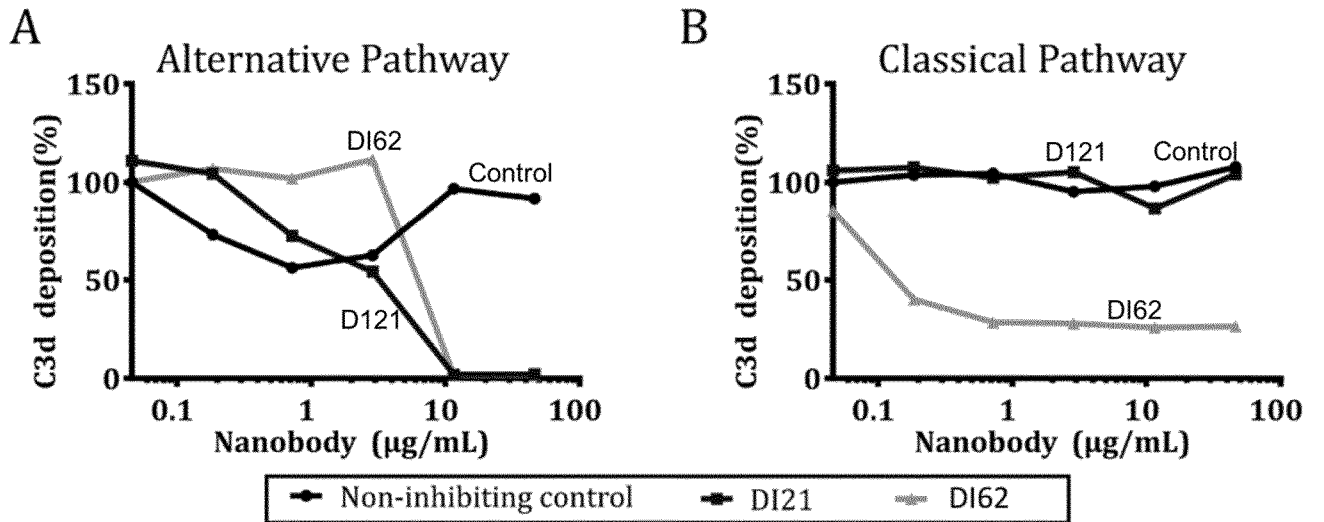 A
Alternative Pathway
C3d deposition(%)
150
100
50
0
DI62
Control
D121
0.1 1 10 100
Nanobody (µg/mL)
B
Classical Pathway
C3d deposition(%)
150
100
50
0
D121
Control
DI62
0.1 1 10 100
Nanobody (µg/mL)
Non-inhibiting control DI21 DI62